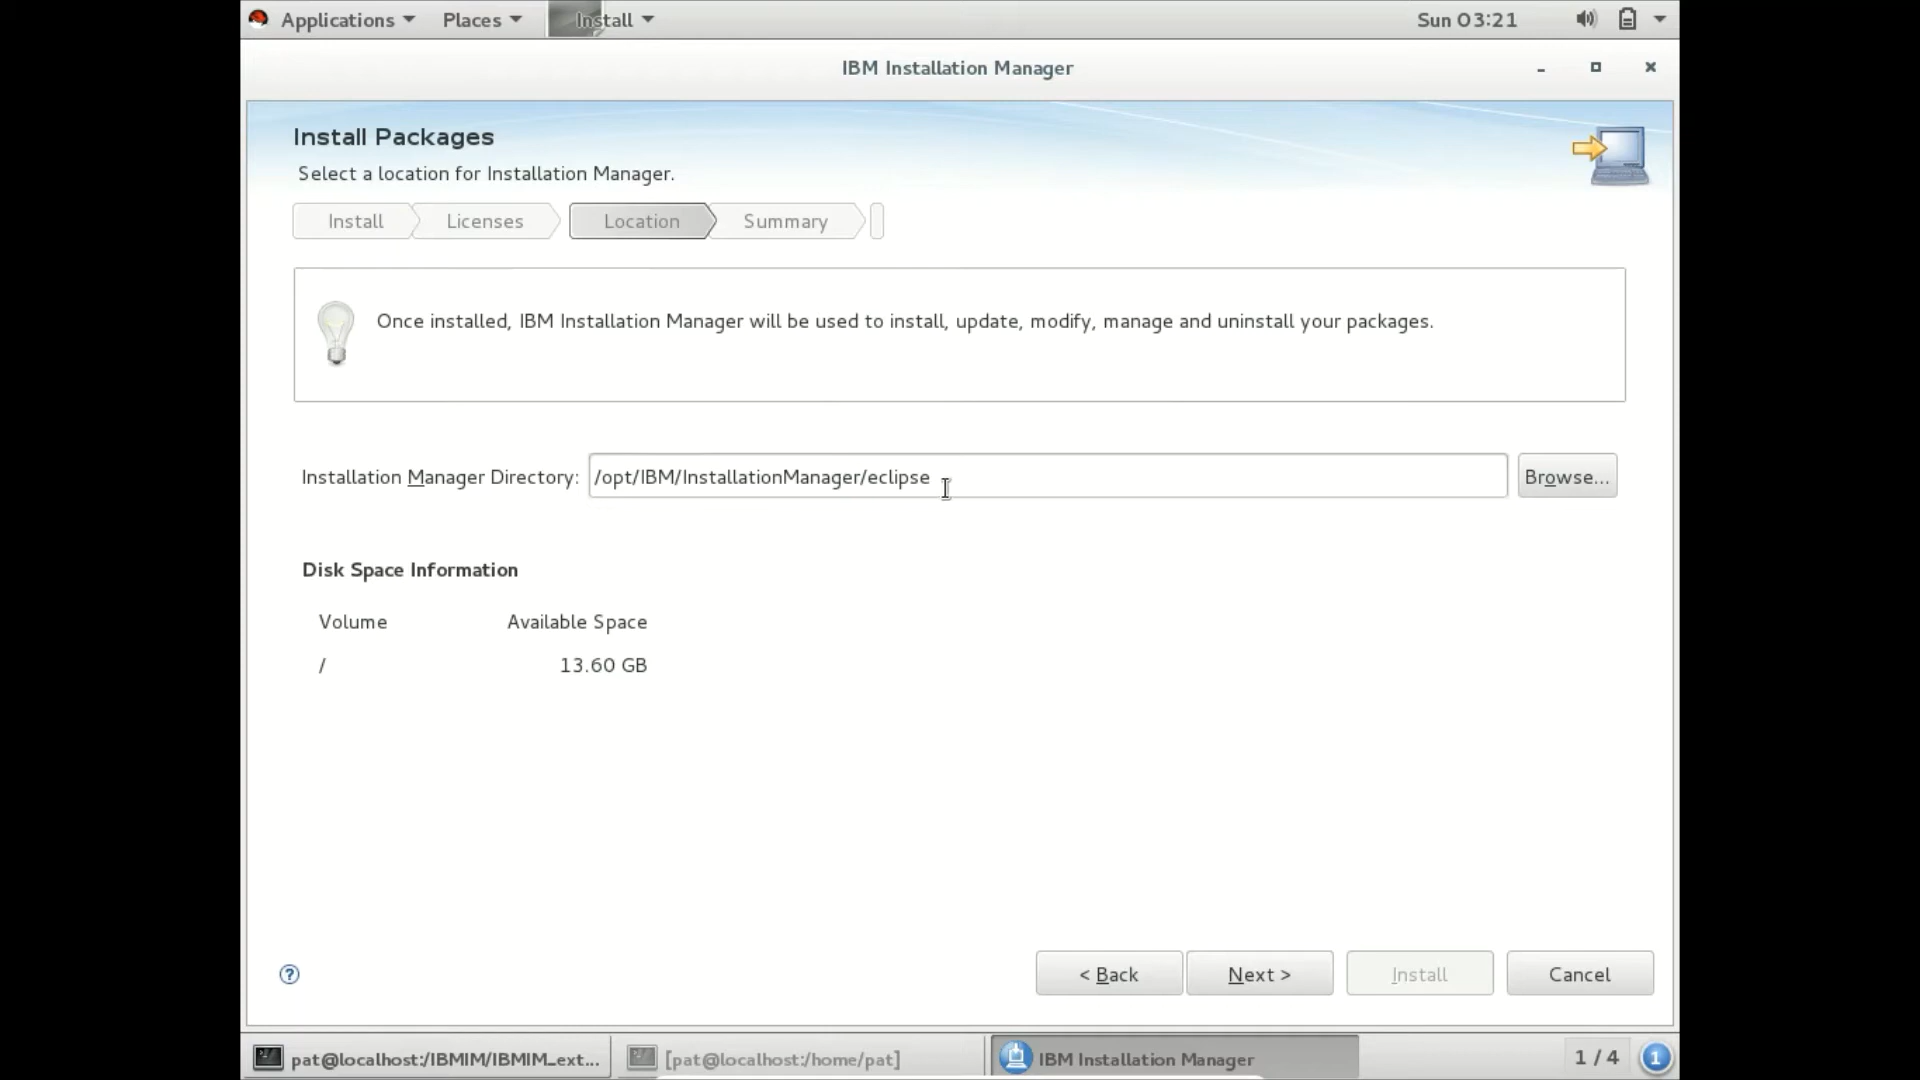 Applications Places Install Sun 03:21
IBM Installation Manager
Install Packages
Select a location for Installation Manager.
Install Licenses Location Summary
Once installed, IBM Installation Manager will be used to install, update, modify, manage and uninstall your packages.
Installation Manager Directory: /opt/IBM/InstallationManager/eclipse Browse...
Disk Space Information
Volume Available Space
/ 13.60 GB
? < Back Next > Install Cancel
pat@localhost:/IBMIM/IBMIM_ext... [pat@localhost:/home/pat] IBM Installation Manager 1 / 4 1